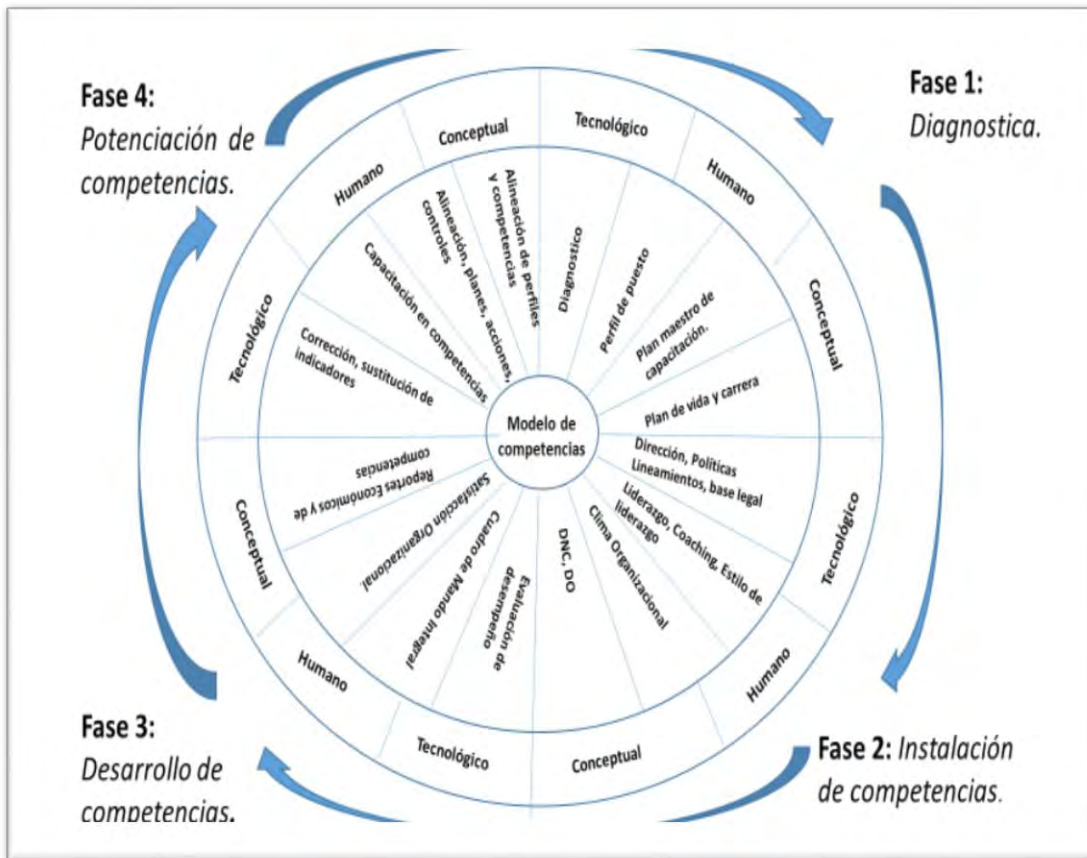 Fase 4:
Potenciación de
competencias.
Fase 1:
Diagnostica.
Conceptual
Tecnológico
Humano
Humano
Tecnológico
Conceptual
Alineación de perfiles
y competencias
Alineación, planes, acciones,
controles
Capacitación en competencias
Corrección, sustitución de
indicadores
Diagnostico
Perfil de puesto
Plan maestro de
capacitación.
Plan de vida y carrera
Modelo de
competencias
Dirección, Políticas
Lineamientos, base legal
Liderazgo, Coaching, Estilo de
liderazgo
Clima Organizacional
DNC, DO
Evaluación de
desempeño
Cuadro de Mando Integral
Satisfacción Organizacional.
Reportes Económicos y de
competencias
Tecnológico
Humano
Conceptual
Tecnológico
Humano
Conceptual
Fase 3:
Desarrollo de
competencias.
Fase 2: Instalación
de competencias.